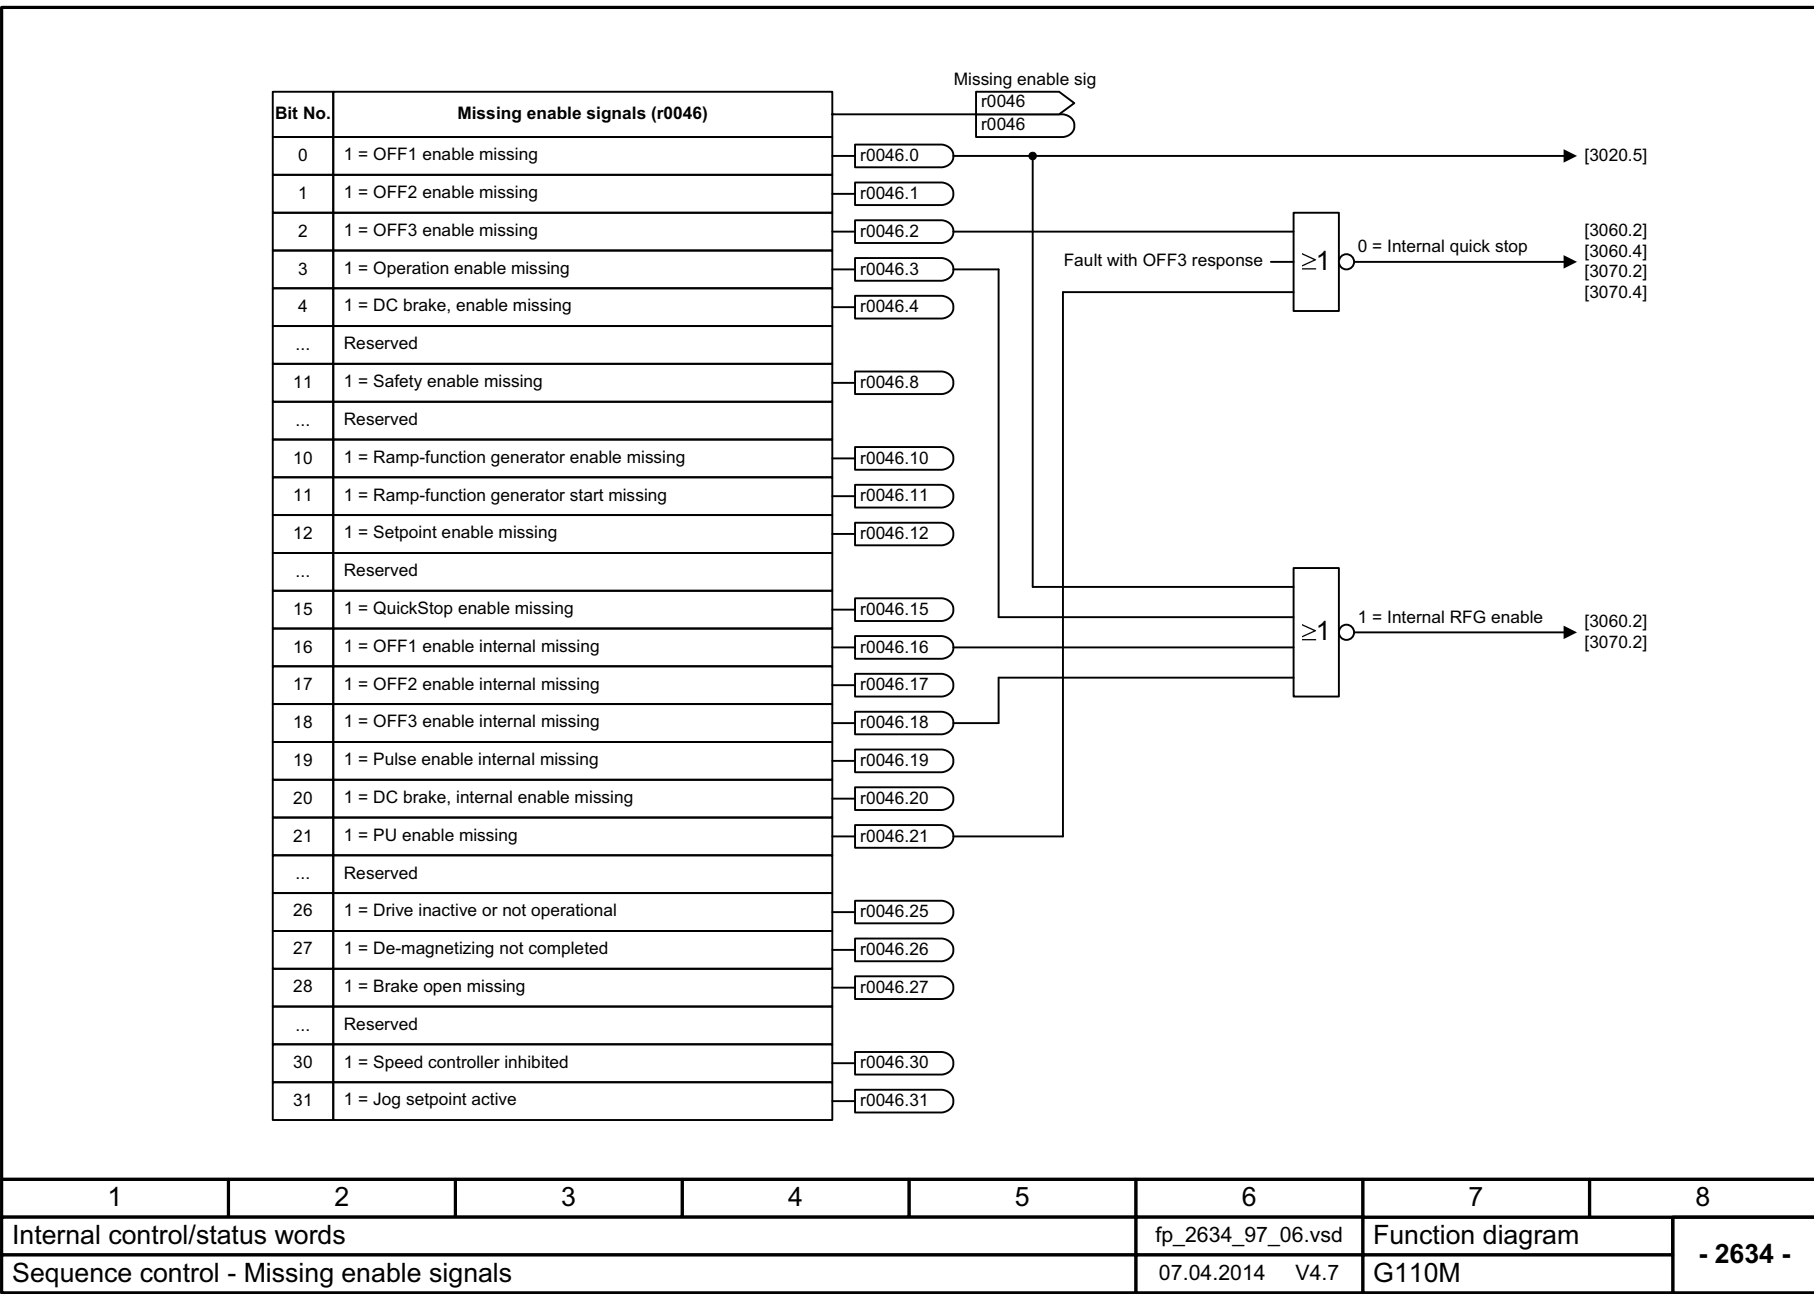 Missing enable sig
Bit No. Missing enable signals (r0046) r0046
r0046
0 1 = OFF1 enable missing r0046.0 [3020.5]
1 1 = OFF2 enable missing r0046.1
2 1 = OFF3 enable missing r0046.2
3 1 = Operation enable missing r0046.3
4 1 = DC brake, enable missing r0046.4
... Reserved
11 1 = Safety enable missing r0046.8
... Reserved
10 1 = Ramp-function generator enable missing r0046.10
11 1 = Ramp-function generator start missing r0046.11
12 1 = Setpoint enable missing r0046.12
... Reserved
15 1 = QuickStop enable missing r0046.15
16 1 = OFF1 enable internal missing r0046.16
17 1 = OFF2 enable internal missing r0046.17
18 1 = OFF3 enable internal missing r0046.18
19 1 = Pulse enable internal missing r0046.19
20 1 = DC brake, internal enable missing r0046.20
21 1 = PU enable missing r0046.21
... Reserved
26 1 = Drive inactive or not operational r0046.25
27 1 = De-magnetizing not completed r0046.26
28 1 = Brake open missing r0046.27
... Reserved
30 1 = Speed controller inhibited r0046.30
31 1 = Jog setpoint active r0046.31
Fault with OFF3 response ≥1 0 = Internal quick stop
[3060.2]
[3060.4]
[3070.2]
[3070.4]
≥1 1 = Internal RFG enable
[3060.2]
[3070.2]
1 2 3 4 5 6 7 8
Internal control/status words fp_2634_97_06.vsd Function diagram
- 2634 -
Sequence control - Missing enable signals 07.04.2014 V4.7 G110M